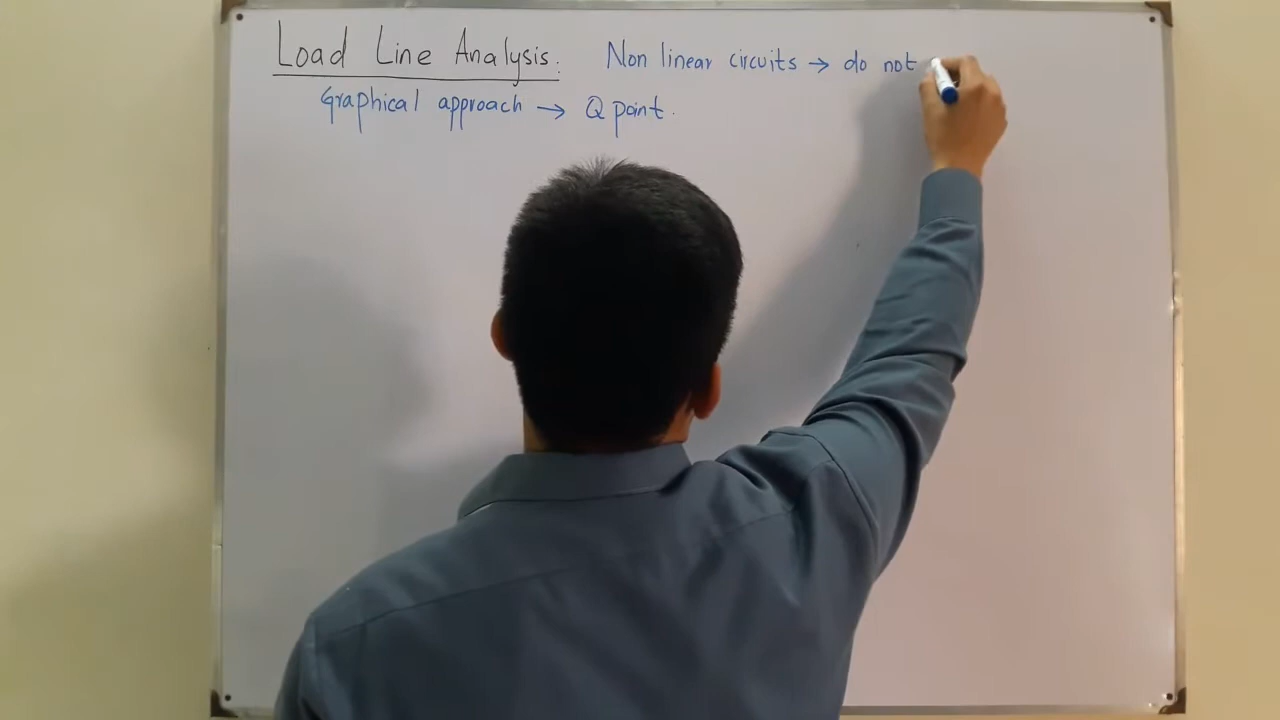 Load Line Analysis: Non linear circuits → do not
Graphical approach → Q point.